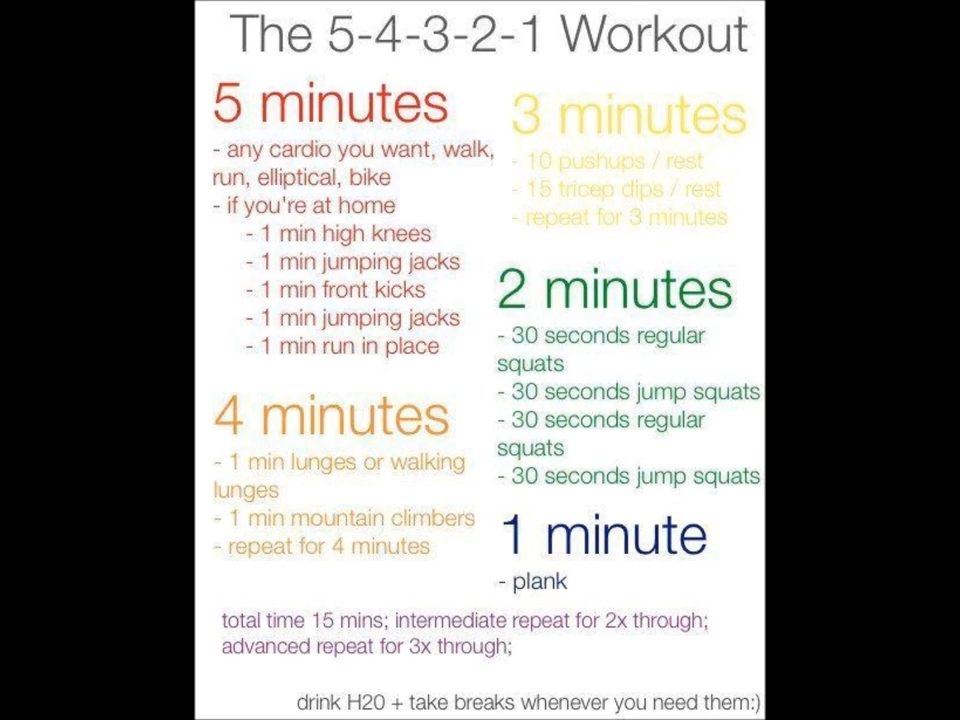 The 5-4-3-2-1 Workout
5 minutes
- any cardio you want, walk,
run, elliptical, bike
- if you're at home
- 1 min high knees
- 1 min jumping jacks
- 1 min front kicks
- 1 min jumping jacks
- 1 min run in place
4 minutes
- 1 min lunges or walking
lunges
- 1 min mountain climbers
- repeat for 4 minutes
3 minutes
- 10 pushups / rest
- 15 tricep dips / rest
- repeat for 3 minutes
2 minutes
- 30 seconds regular
squats
- 30 seconds jump squats
- 30 seconds regular
squats
- 30 seconds jump squats
1 minute
- plank
total time 15 mins; intermediate repeat for 2x through;
advanced repeat for 3x through;
drink H20 + take breaks whenever you need them:)